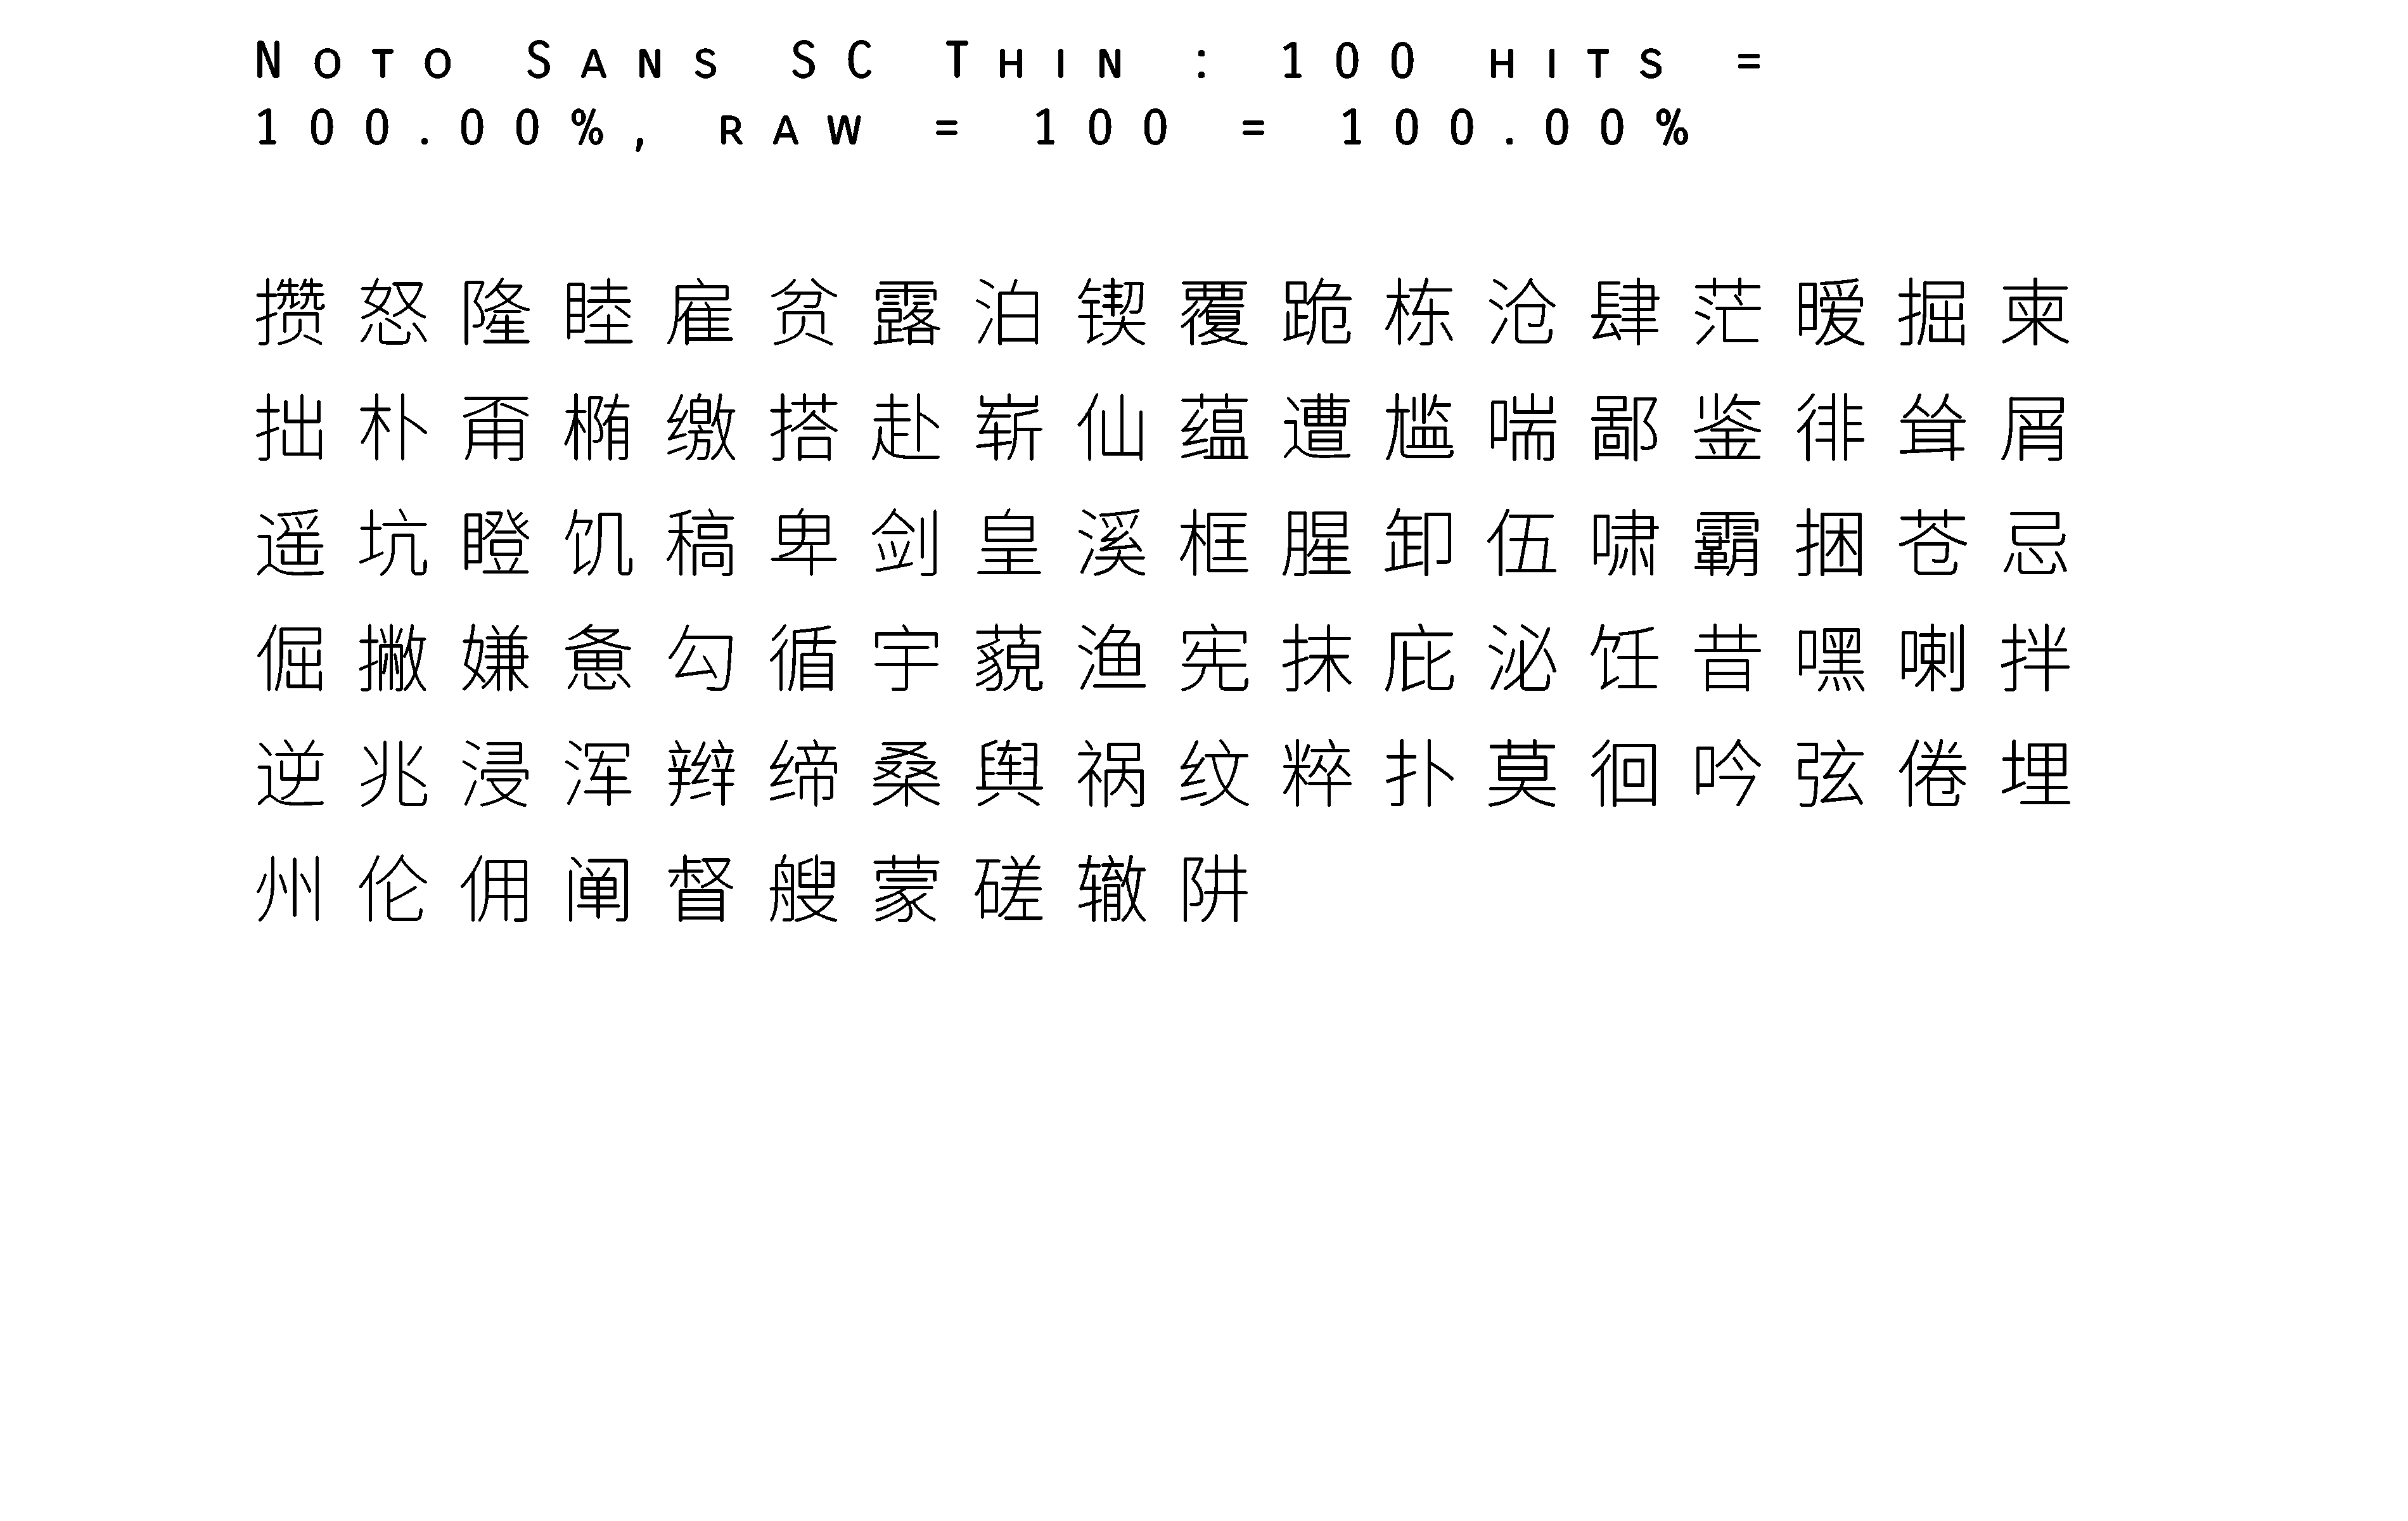 Noto Sans SC Thin : 100 hits =
100.00%, raw = 100 = 100.00%
攒怒隆睦雇贫露泊锲覆跪栋沧肆茫暖掘柬
拙朴甭椭缴搭赴崭仙蕴遭尴喘鄙鉴徘耸屑
遥坑瞪饥稿卑剑皇溪框腥卸伍啸霸捆苍忌
倔撇嫌惫勾循宇藐渔宪抹庇泌饪昔嘿喇拌
逆兆浸浑辫缔桑舆祸纹粹扑莫徊吟弦倦埋
州伦佣阐督艘蒙磋辙阱